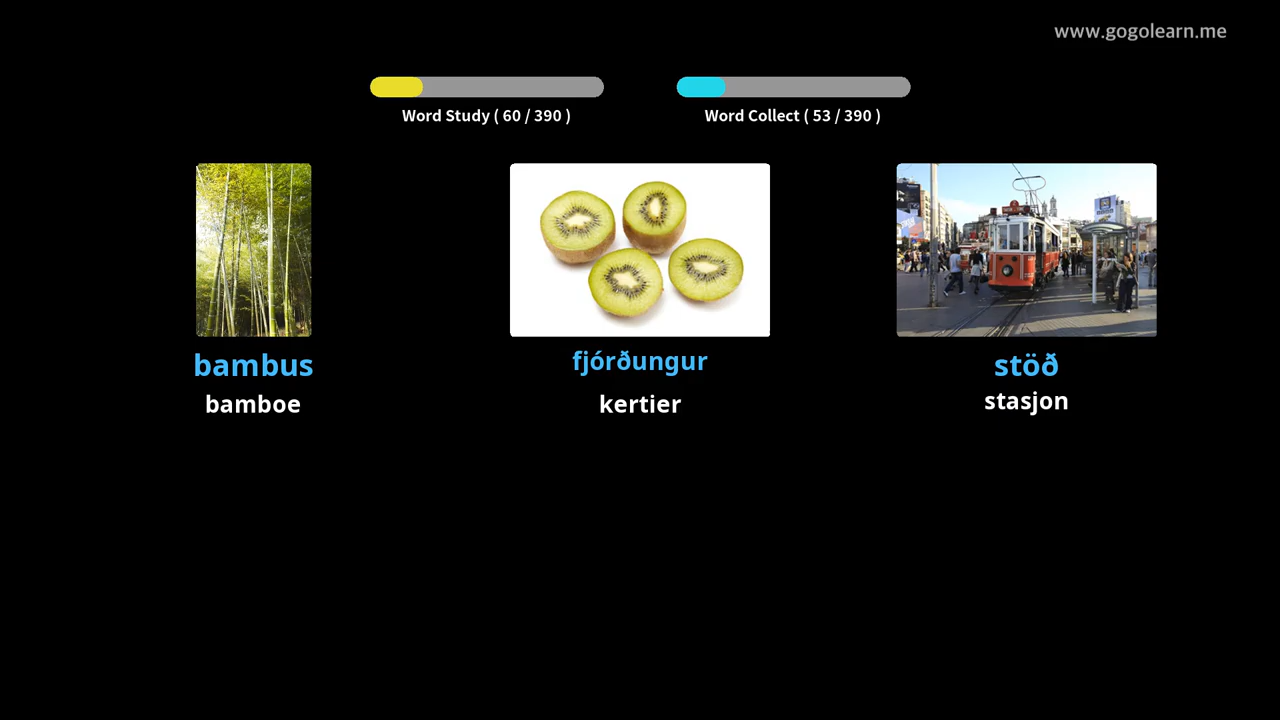 www.gogolearn.me
Word Study ( 60 / 390 )
Word Collect ( 53 / 390 )
bambus
bamboe
fjórðungur
kertier
stöð
stasjon